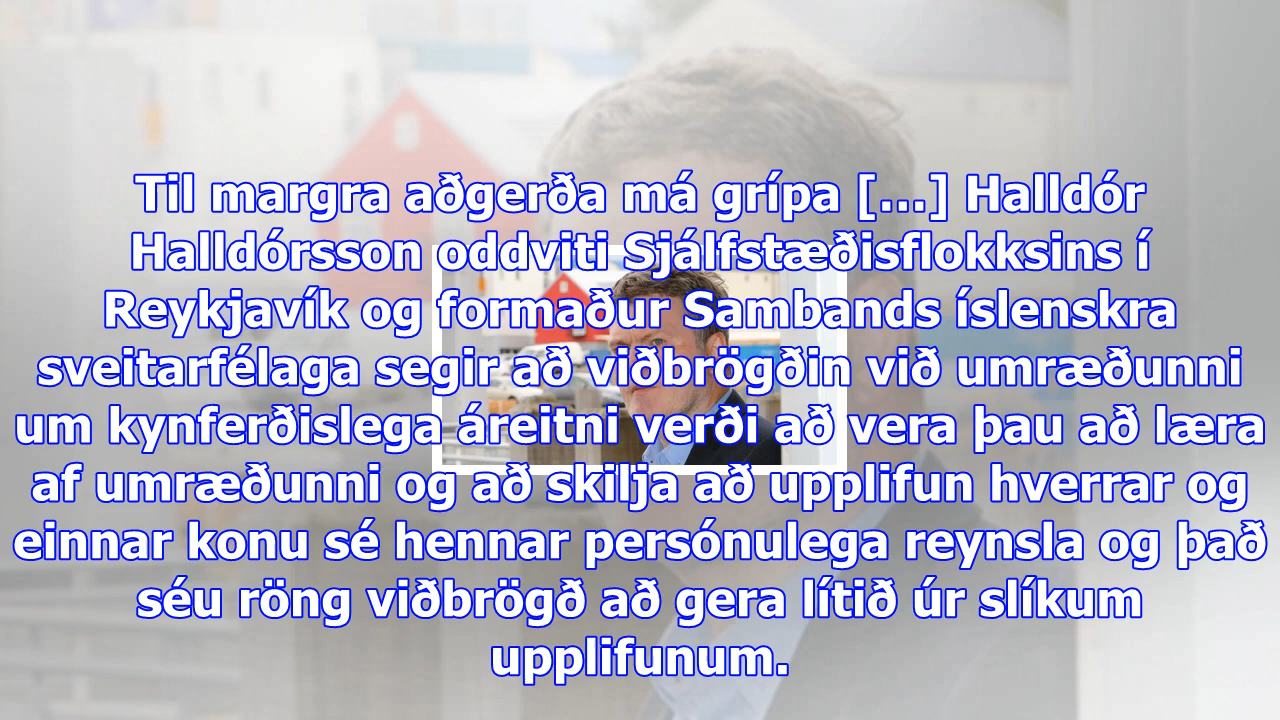 Til margra aðgerða má grípa [...] Halldór
Halldórsson oddviti Sjálfstæðisflokksins í
Reykjavík og formaður Sambands íslenskra
sveitarfélaga segir að viðbrögðin við umræðunni
um kynferðislega áreitni verði að vera þau að læra
af umræðunni og að skilja að upplifun hverrar og
einnar konu sé hennar persónulega reynsla og það
séu röng viðbrögð að gera lítið úr slíkum
upplifunum.